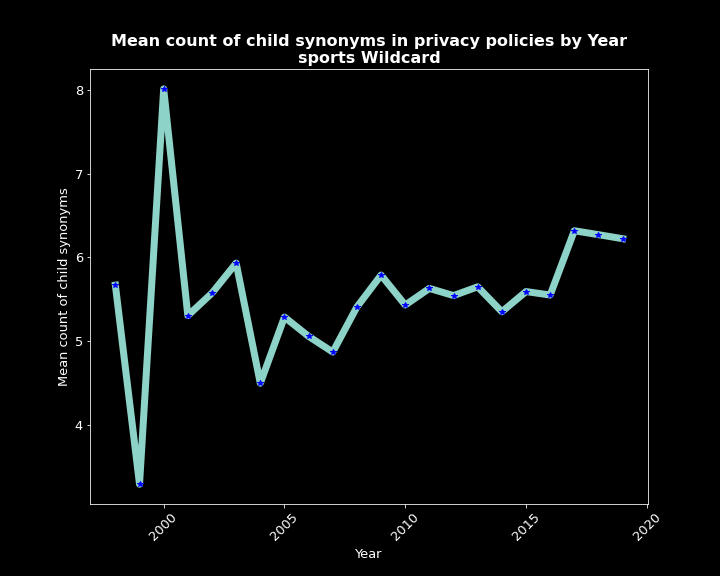 Mean count of child synonyms in privacy policies by Year
sports Wildcard
8
7
6
5
4
Mean count of child synonyms
2000
2005
2010
2015
2020
Year